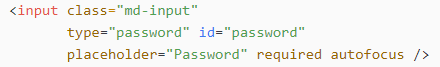 <input class="md-input"
type="password" id="password"
placeholder="Password" required autofocus />